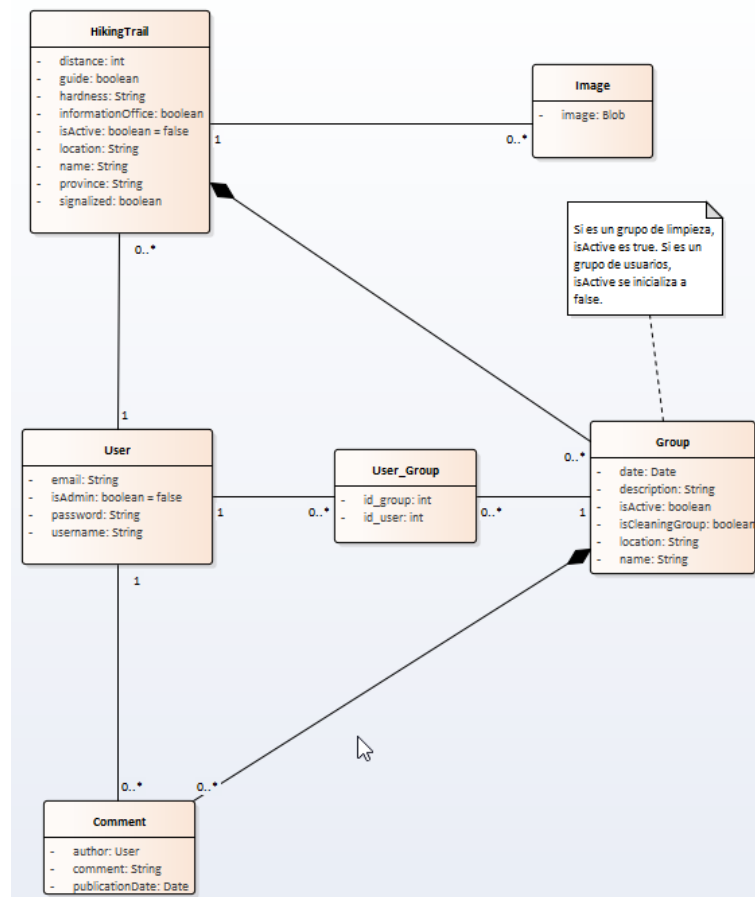 HikingTrail
- distance: int
- guide: boolean
- hardness: String
- informationOffice: boolean
- isActive: boolean = false
- location: String
- name: String
- province: String
- signalized: boolean
1
0..*
Image
- image: Blob
0..*
Si es un grupo de limpieza,
isActive es true. Si es un
grupo de usuarios,
isActive se inicializa a
false.
1
User
- email: String
- isAdmin: boolean = false
- password: String
- username: String
1
0..*
User_Group
- id_group: int
- id_user: int
0..*
1
0..*
Group
- date: Date
- description: String
- isActive: boolean
- isCleaningGroup: boolean
- location: String
- name: String
1
0..*
0..*
Comment
- author: User
- comment: String
- publicationDate: Date